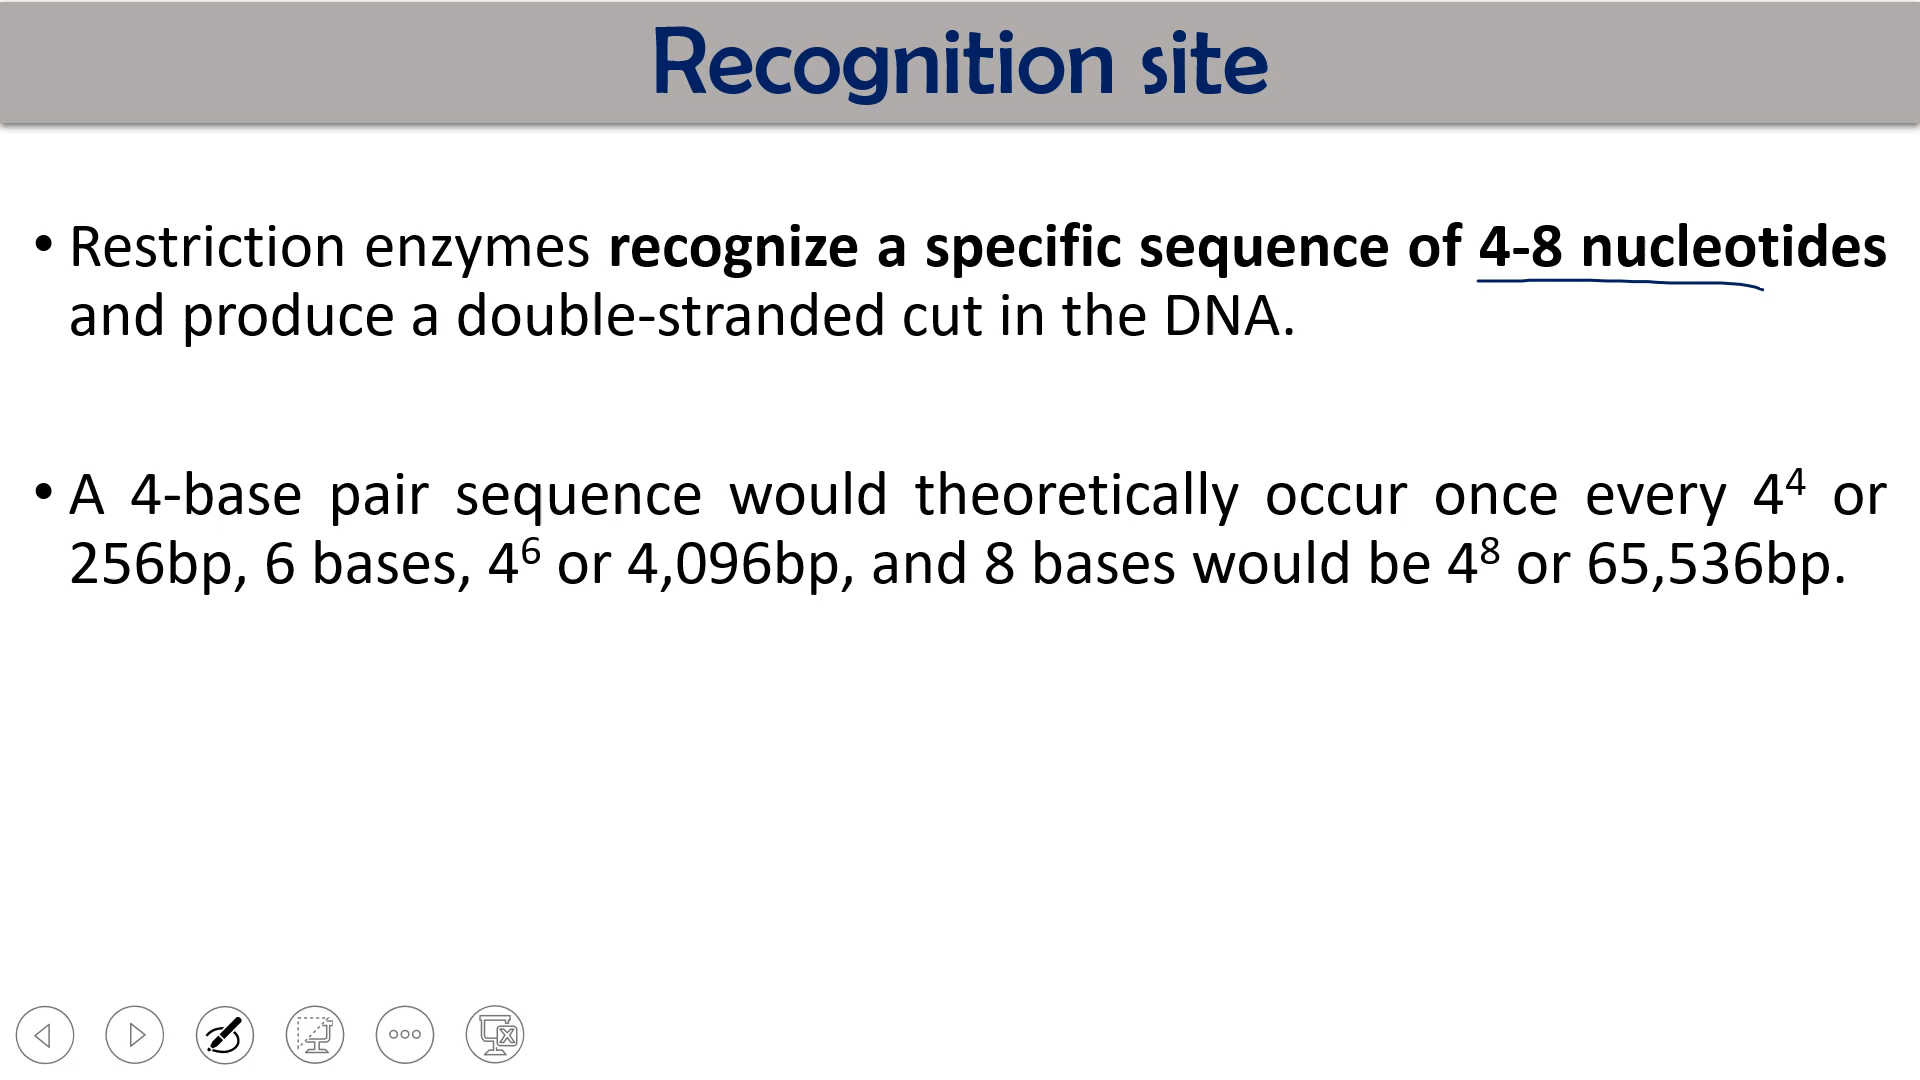 Recognition site
• Restriction enzymes recognize a specific sequence of 4-8 nucleotides
and produce a double-stranded cut in the DNA.
• A 4-base pair sequence would theoretically occur once every 4⁴ or
256bp, 6 bases, 4⁶ or 4,096bp, and 8 bases would be 4⁸ or 65,536bp.